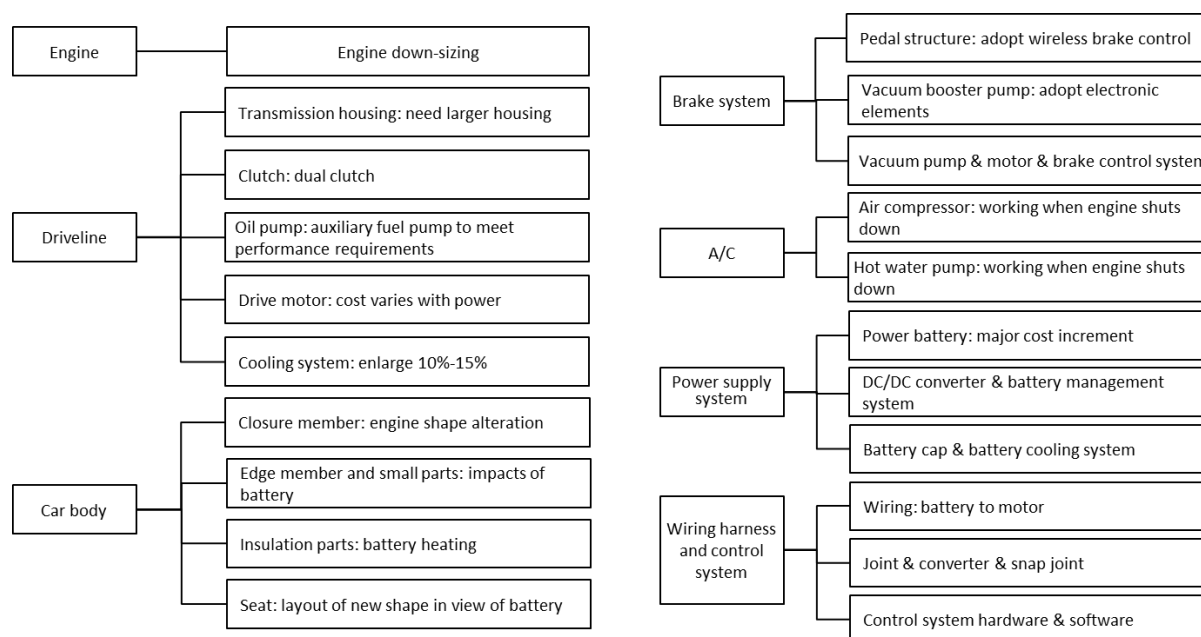 Engine
Engine down-sizing
Driveline
Transmission housing: need larger housing
Clutch: dual clutch
Oil pump: auxiliary fuel pump to meet
performance requirements
Drive motor: cost varies with power
Cooling system: enlarge 10%-15%
Car body
Closure member: engine shape alteration
Edge member and small parts: impacts of
battery
Insulation parts: battery heating
Seat: layout of new shape in view of battery
Brake system
Pedal structure: adopt wireless brake control
Vacuum booster pump: adopt electronic
elements
Vacuum pump & motor & brake control system
A/C
Air compressor: working when engine shuts
down
Hot water pump: working when engine shuts
down
Power supply
system
Power battery: major cost increment
DC/DC converter & battery management
system
Battery cap & battery cooling system
Wiring harness
and control
system
Wiring: battery to motor
Joint & converter & snap joint
Control system hardware & software